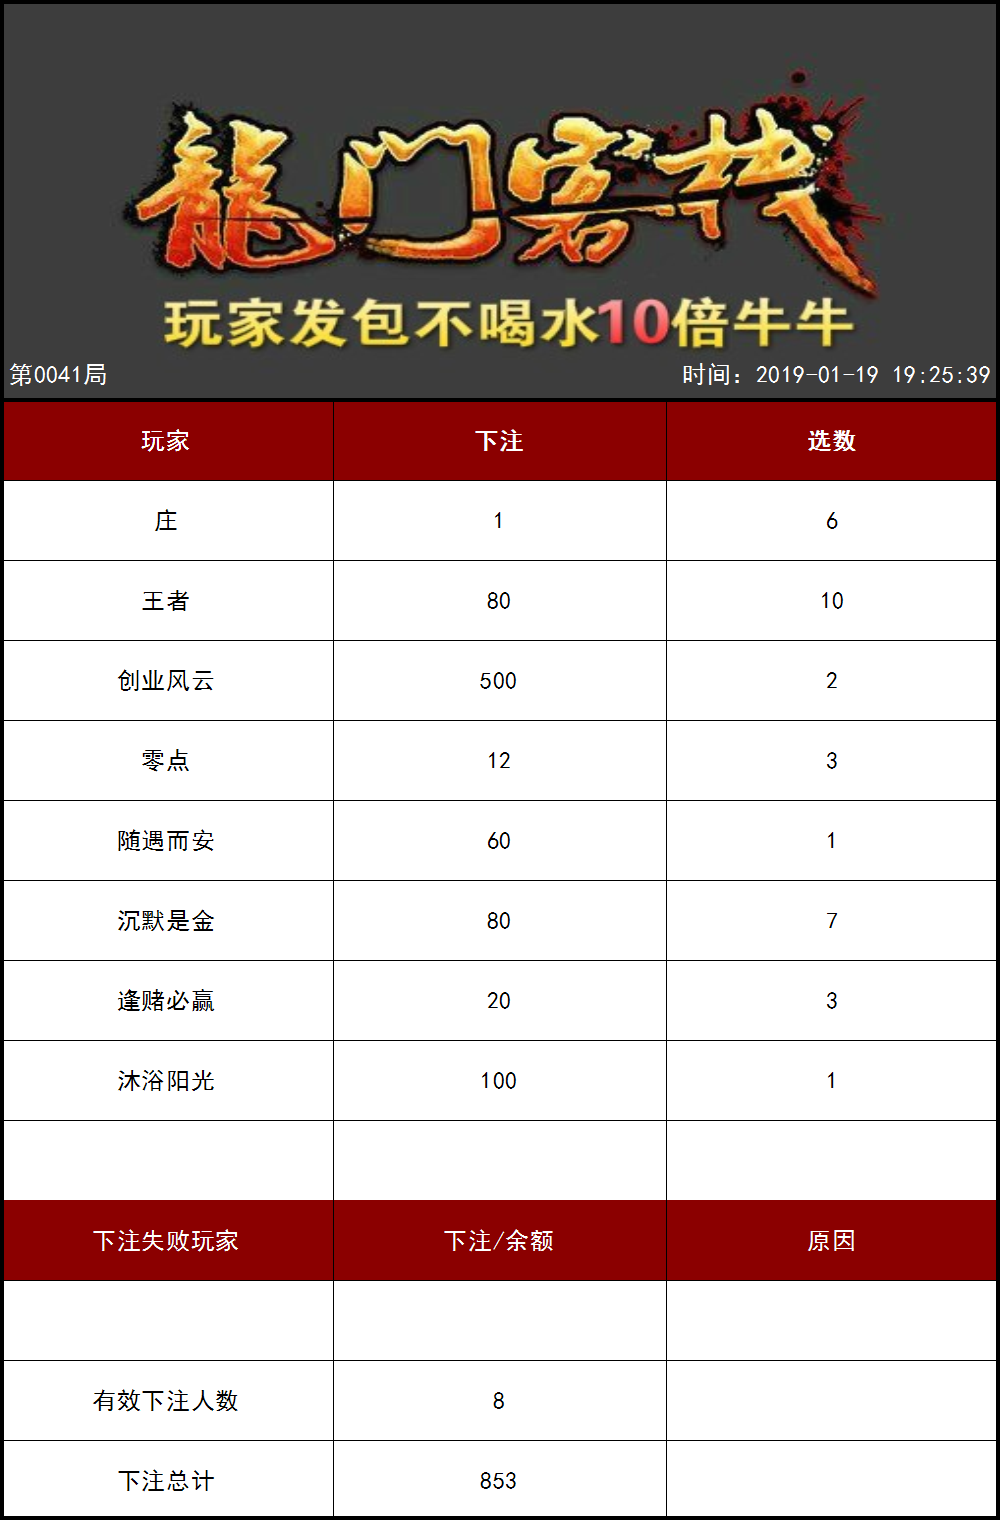 龍门客栈
玩家发包不喝水10倍牛牛
第0041局 时间：2019-01-19 19:25:39
玩家 下注 选数
庄 1 6
王者 80 10
创业风云 500 2
零点 12 3
随遇而安 60 1
沉默是金 80 7
逢赌必赢 20 3
沐浴阳光 100 1
下注失败玩家 下注/余额 原因
有效下注人数 8
下注总计 853